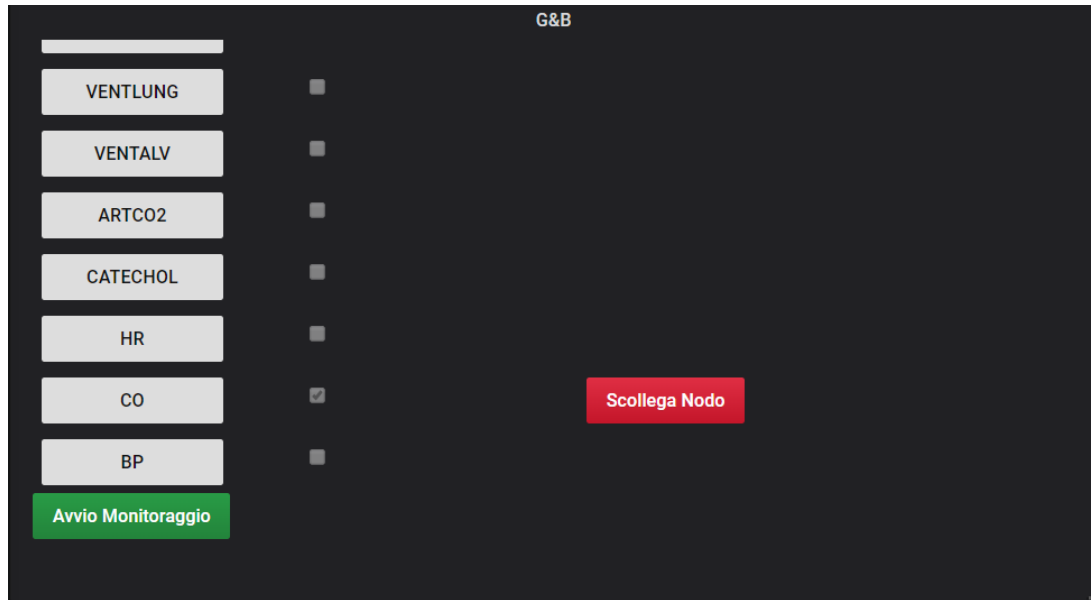 G&B
VENTLUNG
VENTALV
ARTCO2
CATECHOL
HR
CO
Scollega Nodo
BP
Avvio Monitoraggio